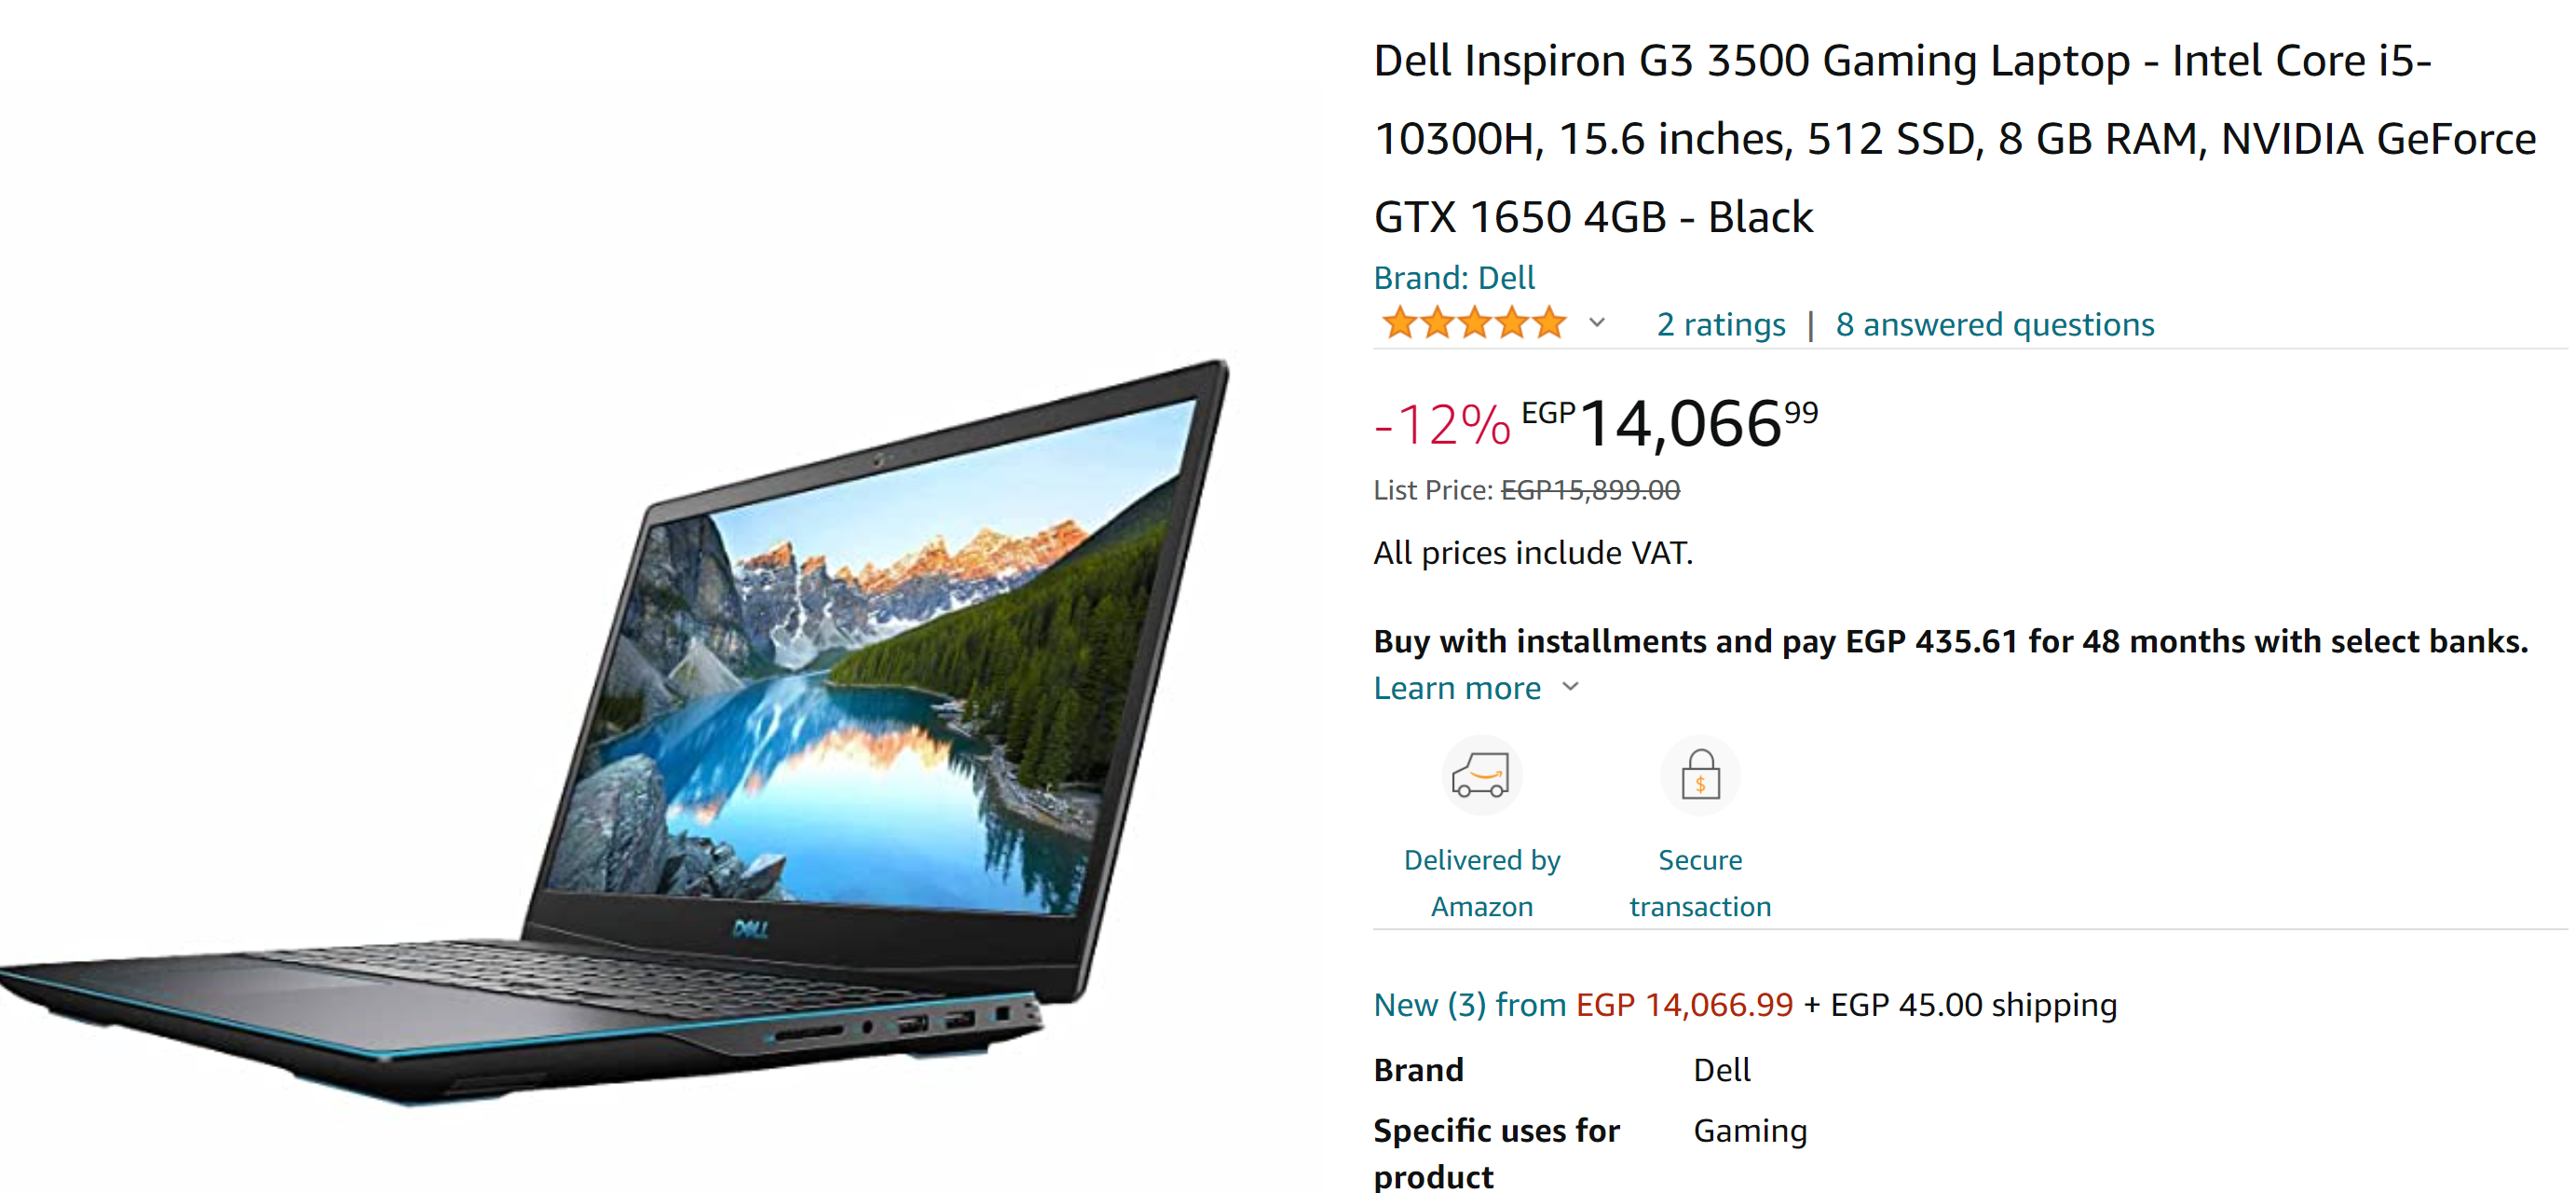 Dell Inspiron G3 3500 Gaming Laptop - Intel Core i5-
10300H, 15.6 inches, 512 SSD, 8 GB RAM, NVIDIA GeForce
GTX 1650 4GB - Black
Brand: Dell
2 ratings | 8 answered questions
-12% EGP14,06699
List Price: EGP15,899.00
All prices include VAT.
Buy with installments and pay EGP 435.61 for 48 months with select banks.
Learn more
$
Delivered by
Amazon
Secure
transaction
New (3) from EGP 14,066.99 + EGP 45.00 shipping
Brand Dell
Specific uses for Gaming
product
DELL